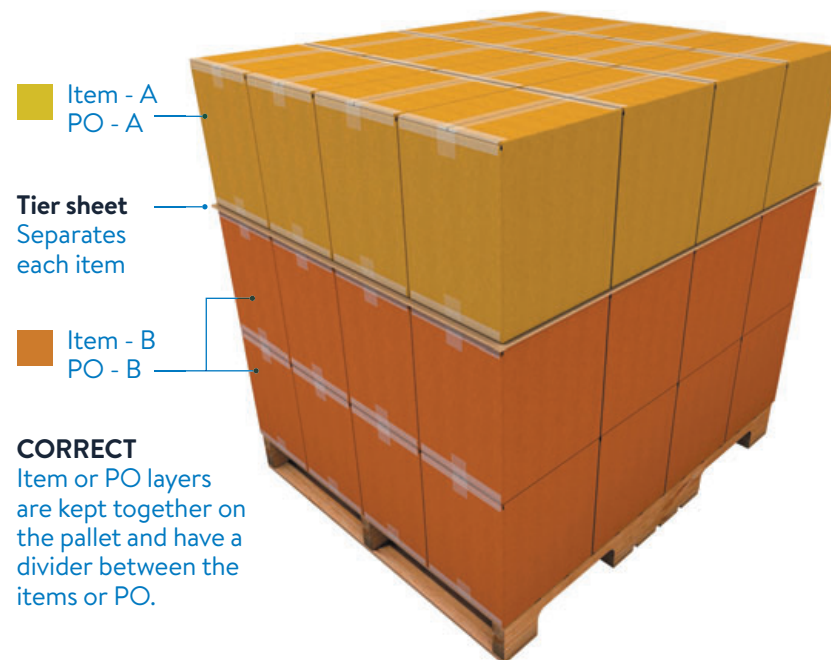 Item - A
PO - A
Tier sheet
Separates
each item
Item - B
PO - B
CORRECT
Item or PO layers
are kept together on
the pallet and have a
divider between the
items or PO.